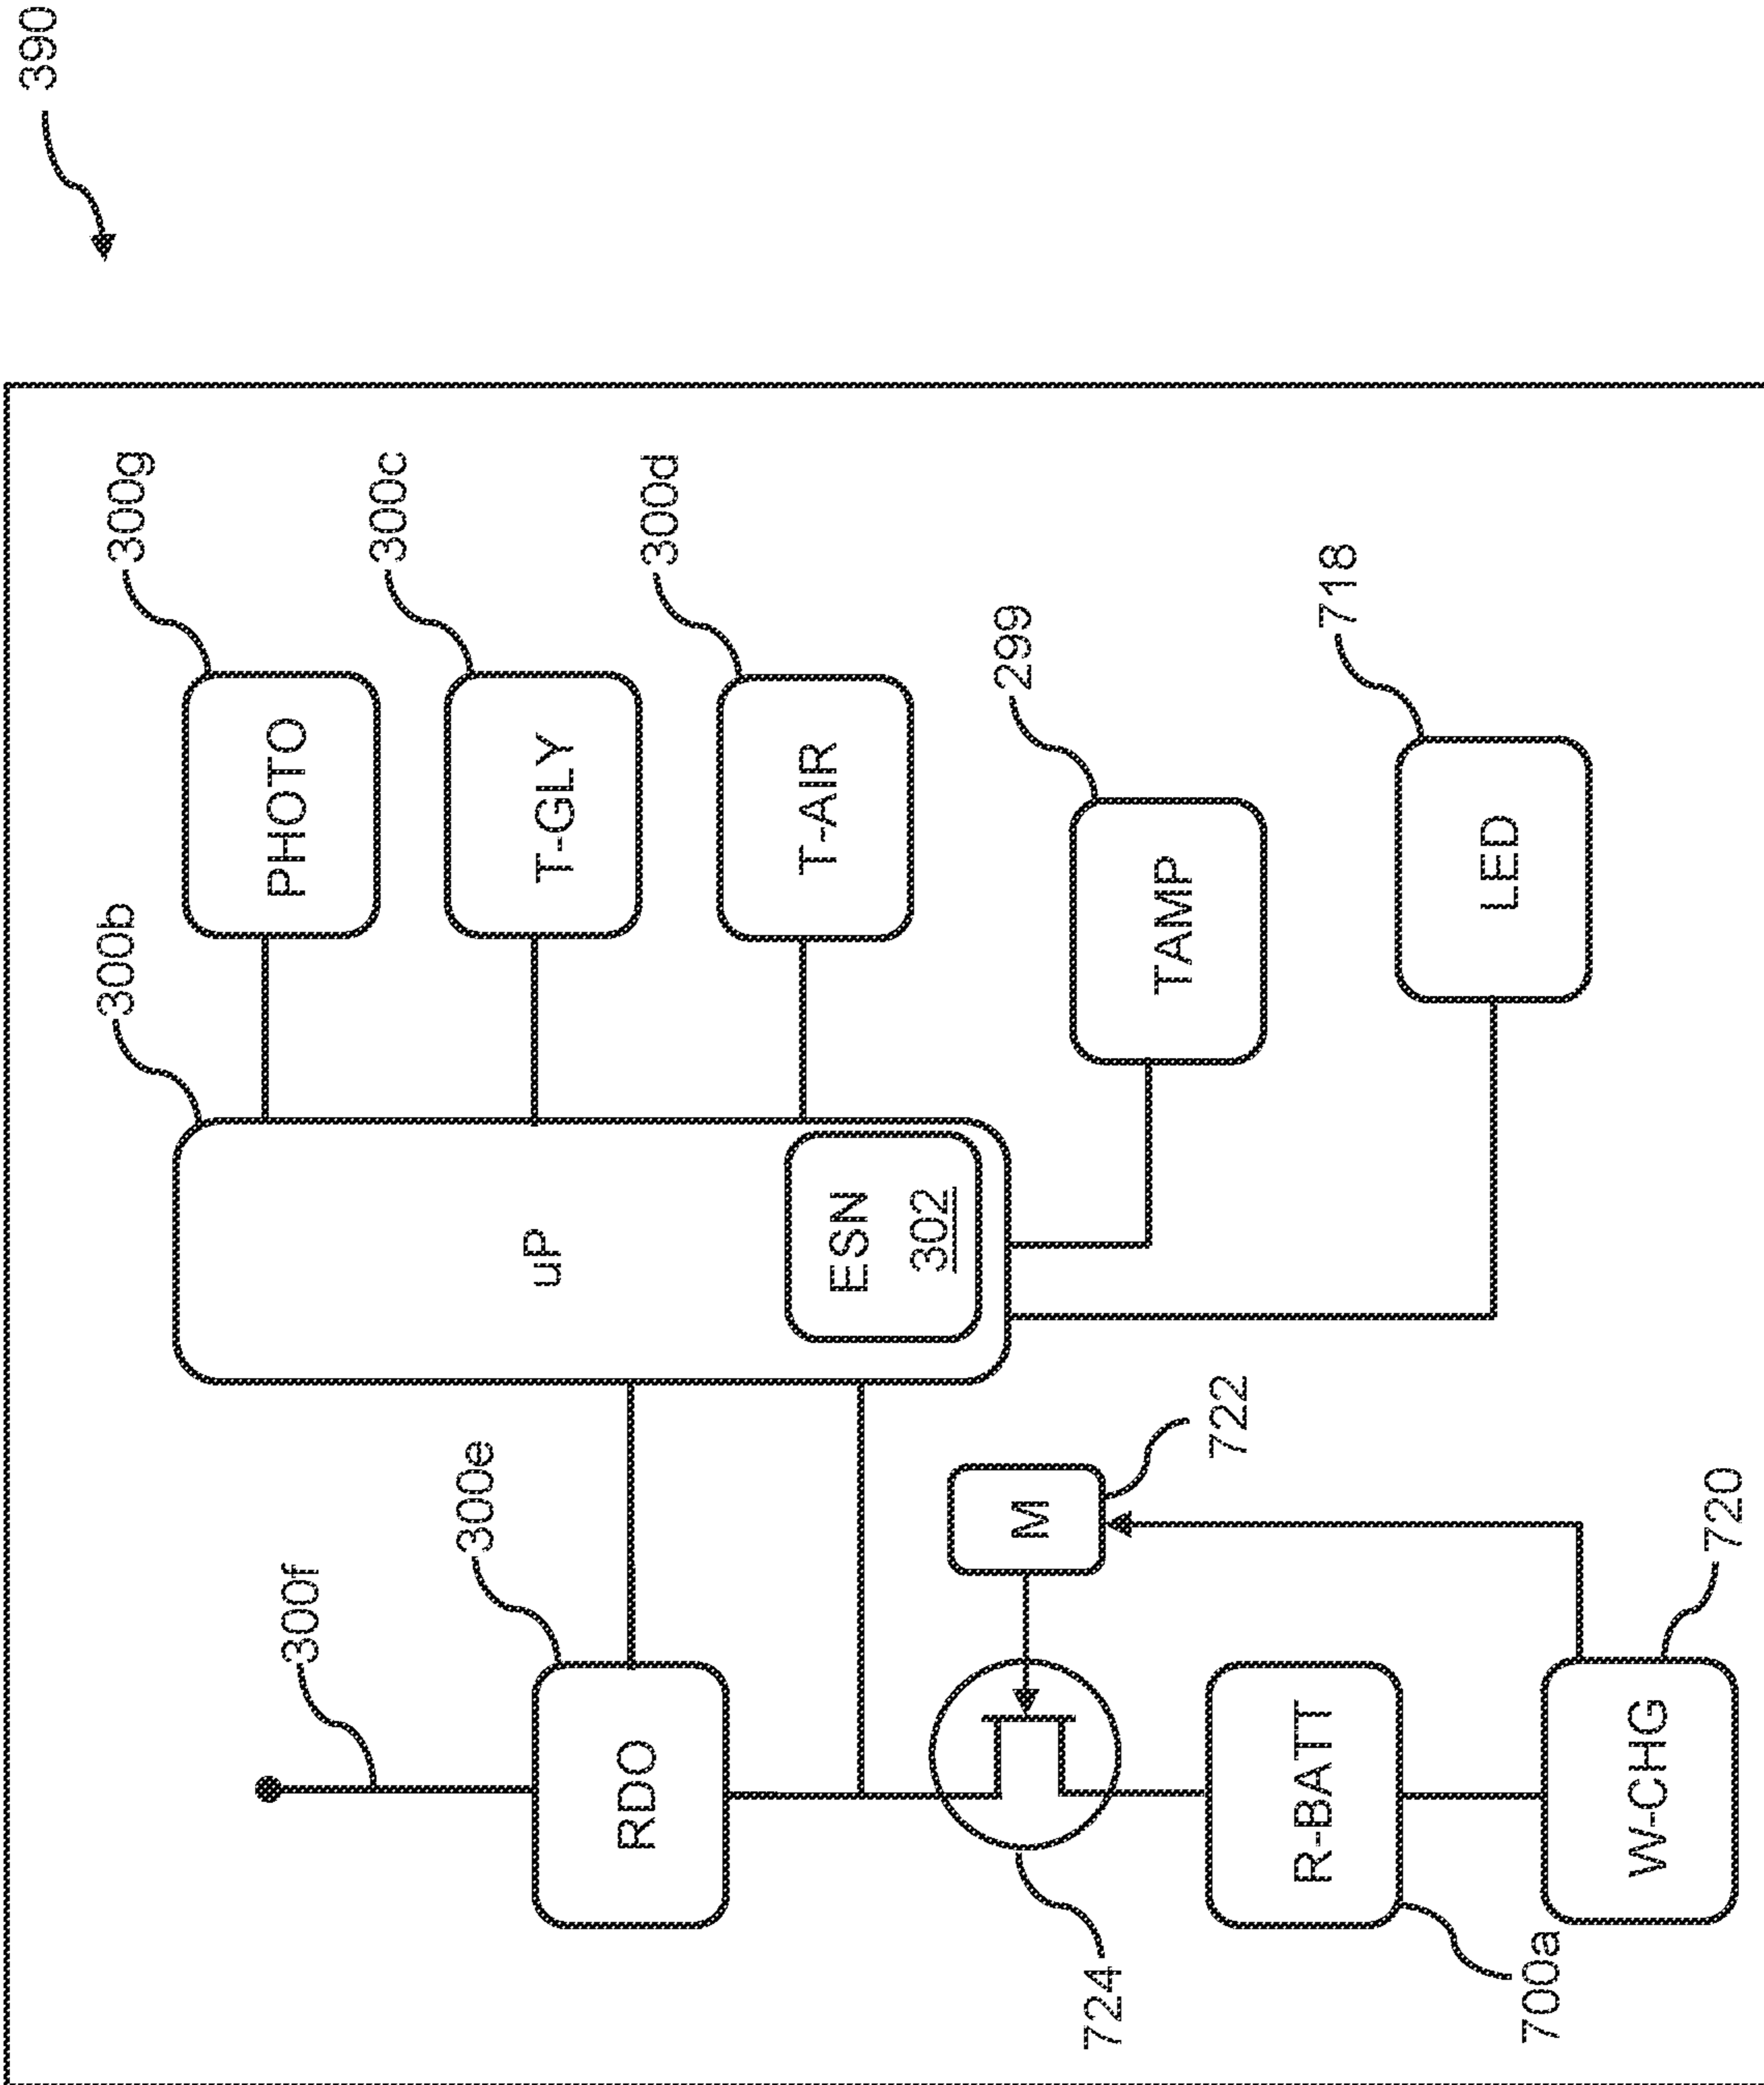 390
300g
PHOTO
300c
T-GLY
300d
T-AIR
299
TAMP
718
LED
300b
uP
ESN
302
300f
300e
RDO
M
722
724
R-BATT
700a
W-CHG
720